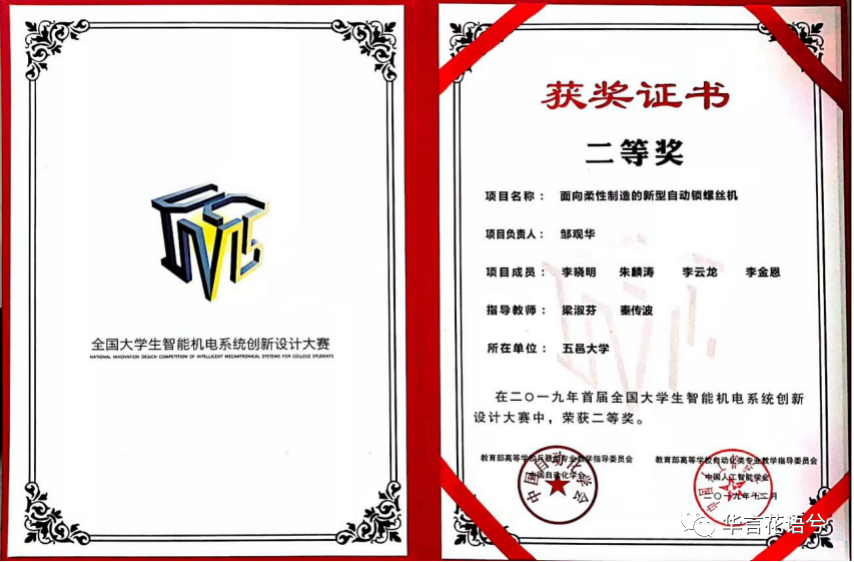 全国大学生智能机电系统创新设计大赛
NATIONAL INNOVATION DESIGN COMPETITION OF INTELLIGENT MECHATRONICAL SYSTEMS FOR COLLEGE STUDENTS
获奖证书
二等奖
项目名称： 面向柔性制造的新型自动锁螺丝机
项目负责人： 邹观华
项目成员： 李晓明 朱麟涛 李云龙 李金恩
指导教师： 梁淑芬 秦传波
所在单位： 五邑大学
在二〇一九年首届全国大学生智能机电系统创新
设计大赛中，荣获二等奖。
教育部高等学校 专业教学指导委员会 教育部高等学校自动化类专业教学指导委员会
中国自动化学会 中国人工智能学会
二〇一九年十二月
中国自动化学会
华言花语兮